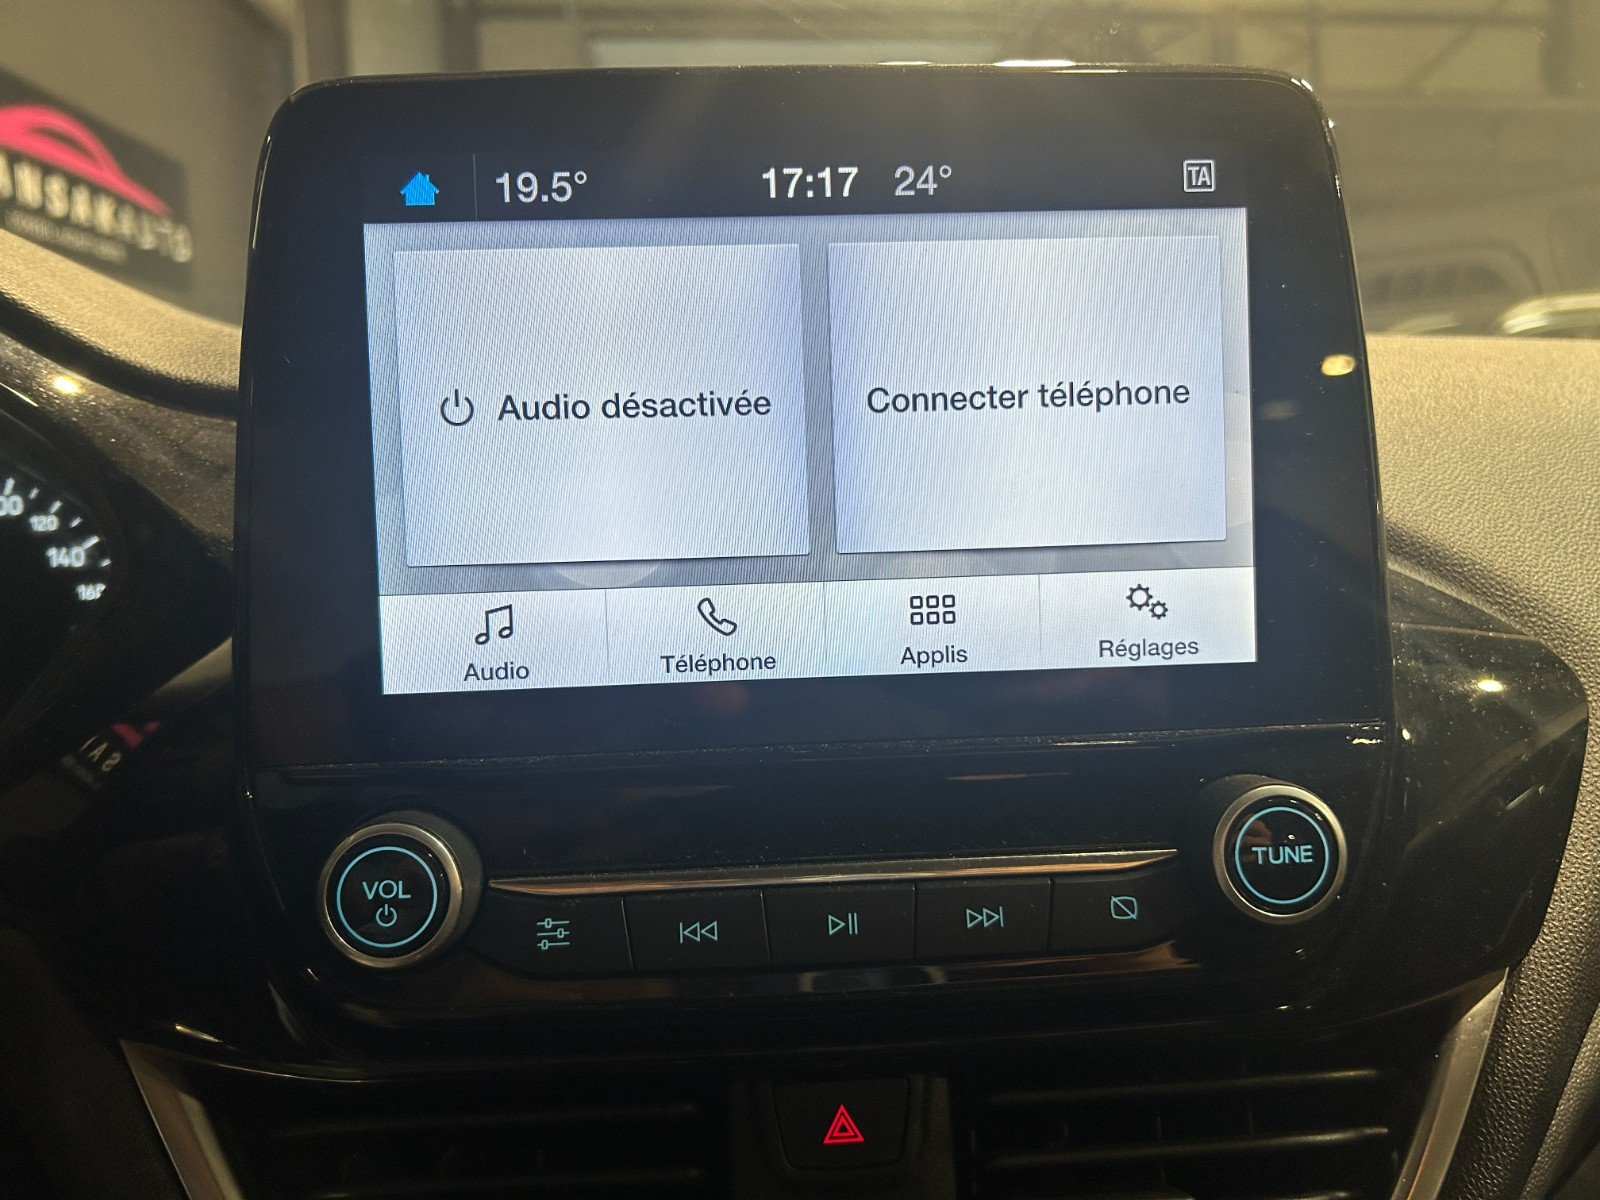 19.5° 17:17 24° TA
Audio désactivée
Connecter téléphone
Audio
Téléphone
Applis
Réglages
VOL
TUNE
120
140